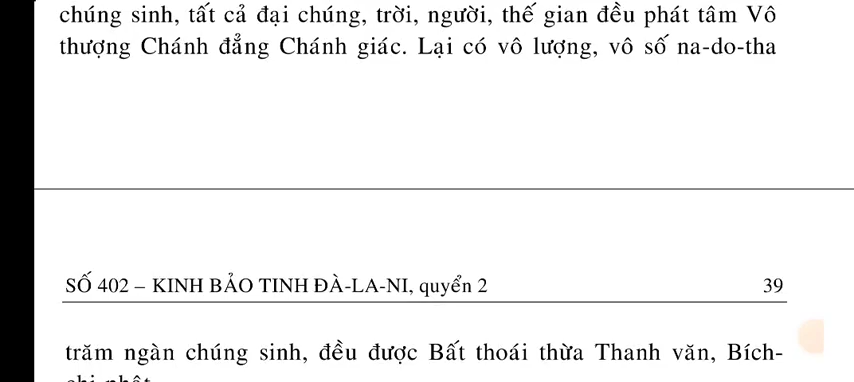 chúng sinh, tất cả đại chúng, trời, người, thế gian đều phát tâm Vô
thượng Chánh đẳng Chánh giác. Lại có vô lượng, vô số na-do-tha
SỐ 402 – KINH BẢO TINH ĐÀ-LA-NI, quyển 2 39
trăm ngàn chúng sinh, đều được Bất thoái thừa Thanh văn, Bích-